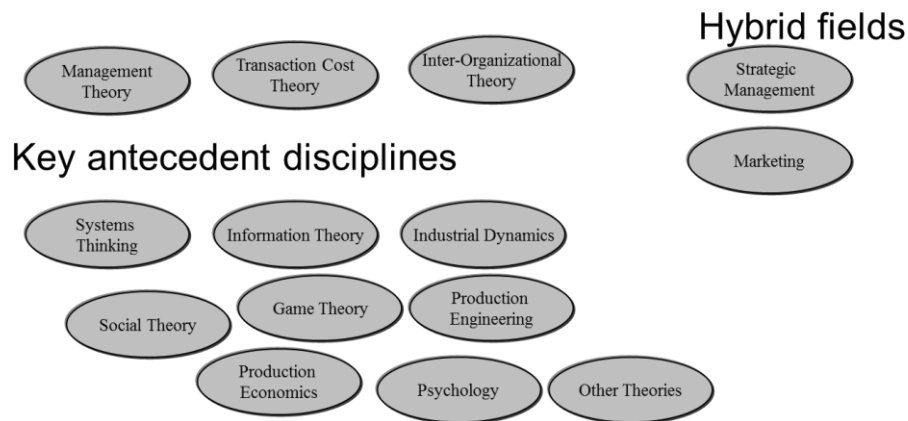 Hybrid fields
Management
Theory
Transaction Cost
Theory
Inter-Organizational
Theory
Strategic
Management
Key antecedent disciplines
Marketing
Systems
Thinking
Information Theory
Industrial Dynamics
Social Theory
Game Theory
Production
Engineering
Production
Economics
Psychology
Other Theories